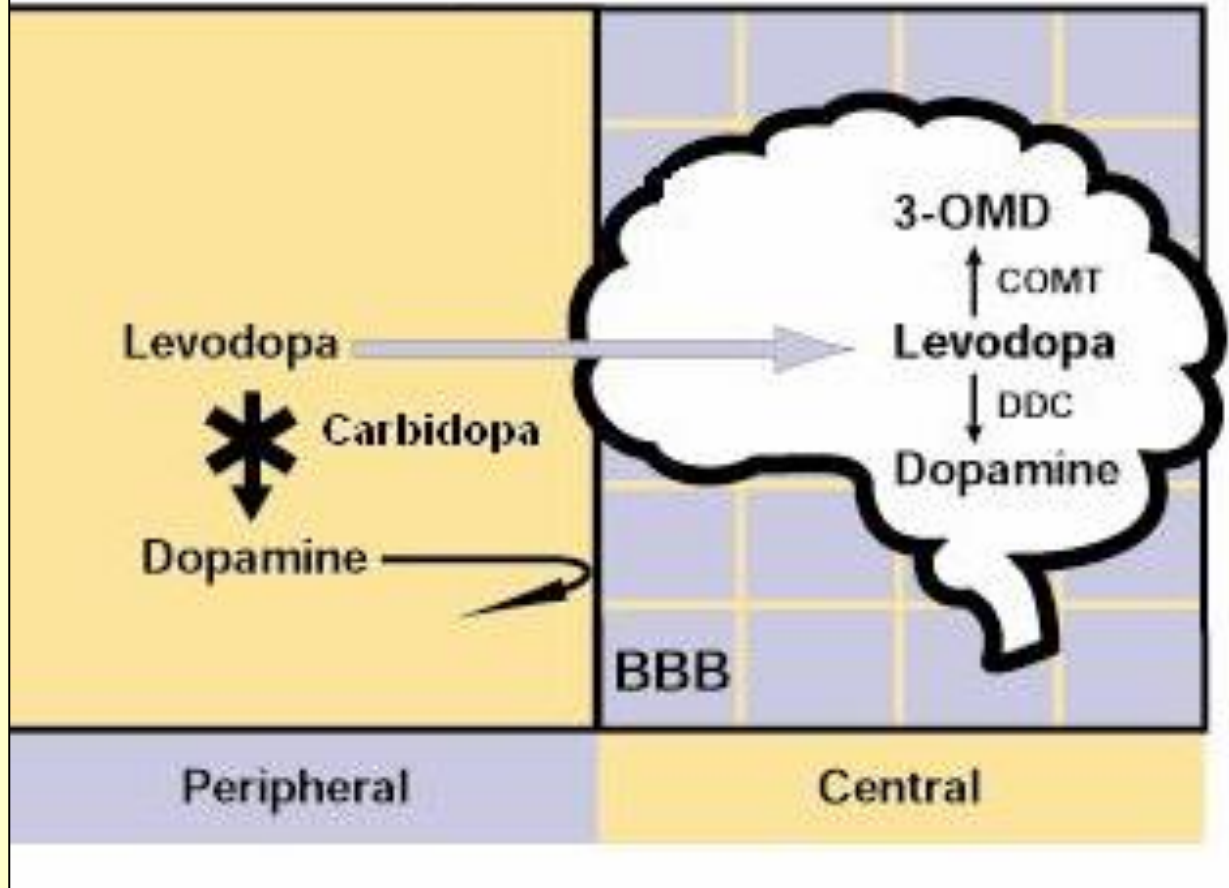 3-OMD
COMT
Levodopa
Levodopa
DDC
Carbidopa
Dopamine
Dopamine
BBB
Peripheral
Central